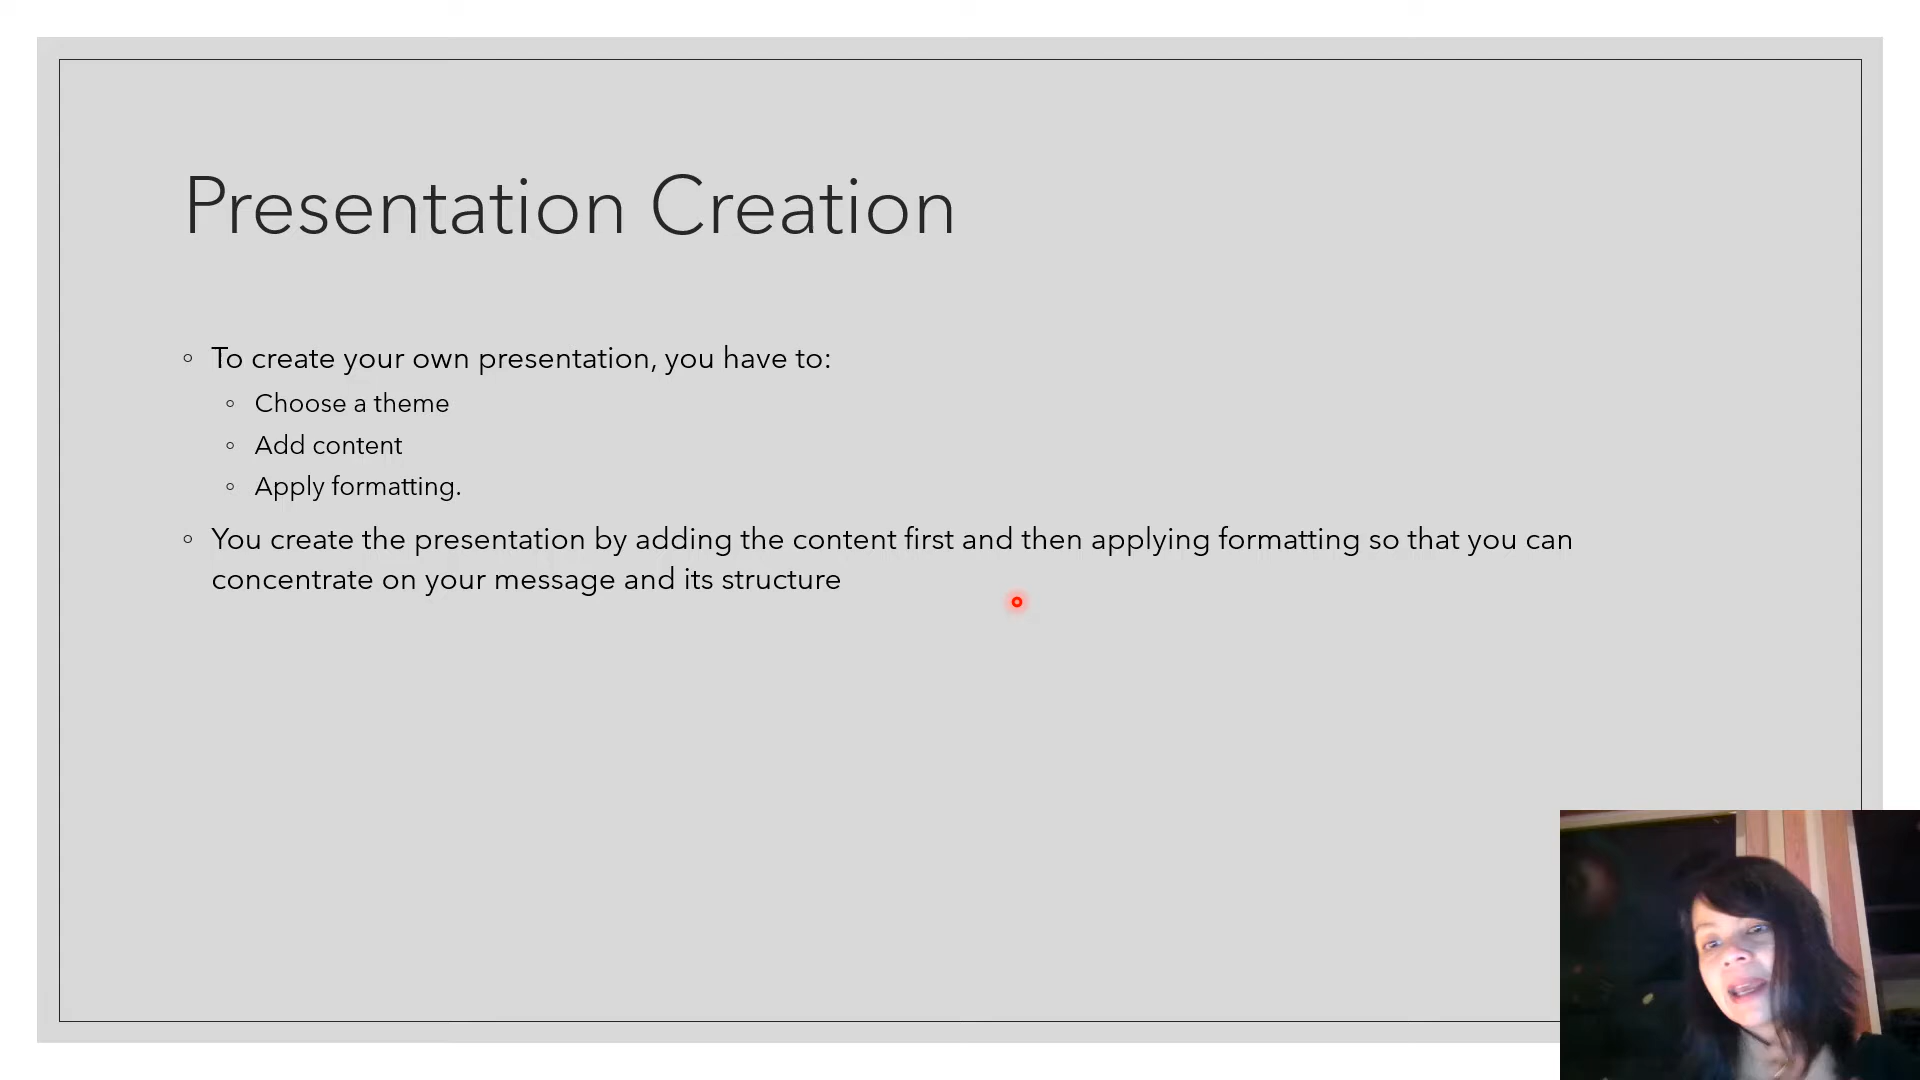 Presentation Creation
To create your own presentation, you have to:
Choose a theme
Add content
Apply formatting.
You create the presentation by adding the content first and then applying formatting so that you can
concentrate on your message and its structure